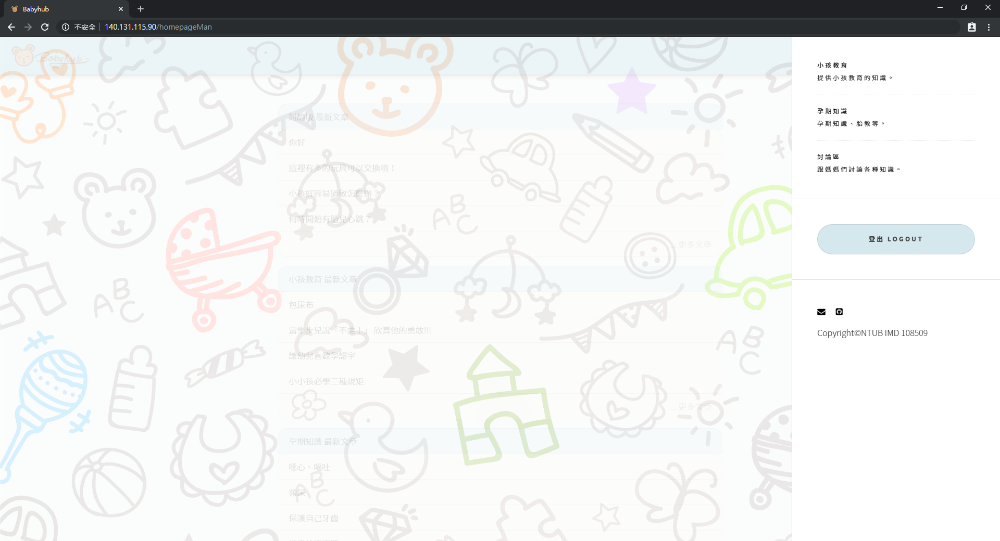 Babyhub
不安全
140.131.115.90/homepageMan
Babyhub
討論版 最新文章
你好
這裡有多的玩具可以交換唷！
小孩好容易過敏怎麼辦？
何時開始有胎兒心跳？
... 更多文章
小孩教育 最新文章
包尿布
當學步兒說「不要！」 欣賞他的勇敢!!!
讓幼兒喜歡學認字
小小孩必學三種規矩
... 更多文章
孕期知識 最新文章
噁心、嘔吐
頻尿
保護自己牙齒
小孩教育
提供小孩教育的知識。
孕期知識
孕期知識、胎教等。
討論區
跟媽媽們討論各種知識。
登出 LOGOUT
Copyright©NTUB IMD 108509
A B C
A B C
A B C
A B C